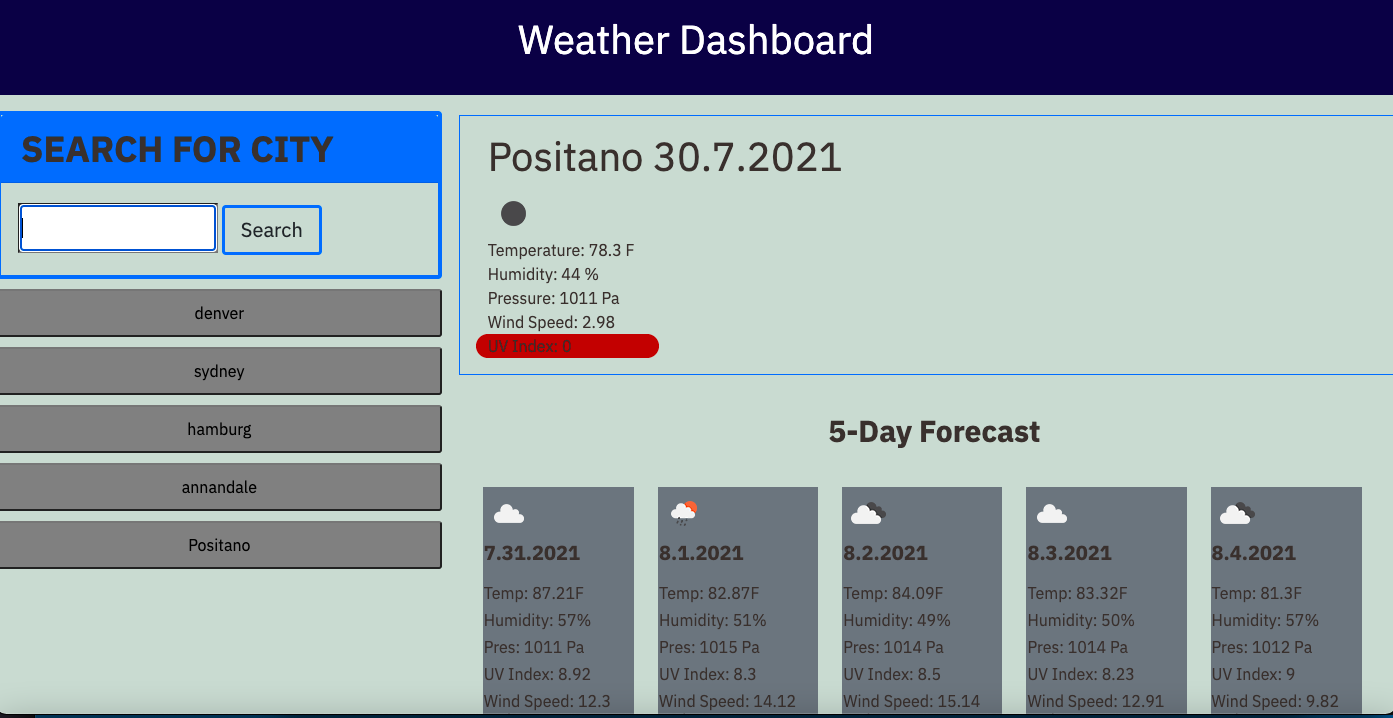 Weather Dashboard
SEARCH FOR CITY
Search
denver
sydney
hamburg
annandale
Positano
Positano 30.7.2021
Temperature: 78.3 F
Humidity: 44 %
Pressure: 1011 Pa
Wind Speed: 2.98
UV Index: 0
5-Day Forecast
7.31.2021
Temp: 87.21F
Humidity: 57%
Pres: 1011 Pa
UV Index: 8.92
Wind Speed: 12.3
8.1.2021
Temp: 82.87F
Humidity: 51%
Pres: 1015 Pa
UV Index: 8.3
Wind Speed: 14.12
8.2.2021
Temp: 84.09F
Humidity: 49%
Pres: 1014 Pa
UV Index: 8.5
Wind Speed: 15.14
8.3.2021
Temp: 83.32F
Humidity: 50%
Pres: 1014 Pa
UV Index: 8.23
Wind Speed: 12.91
8.4.2021
Temp: 81.3F
Humidity: 57%
Pres: 1012 Pa
UV Index: 9
Wind Speed: 9.82